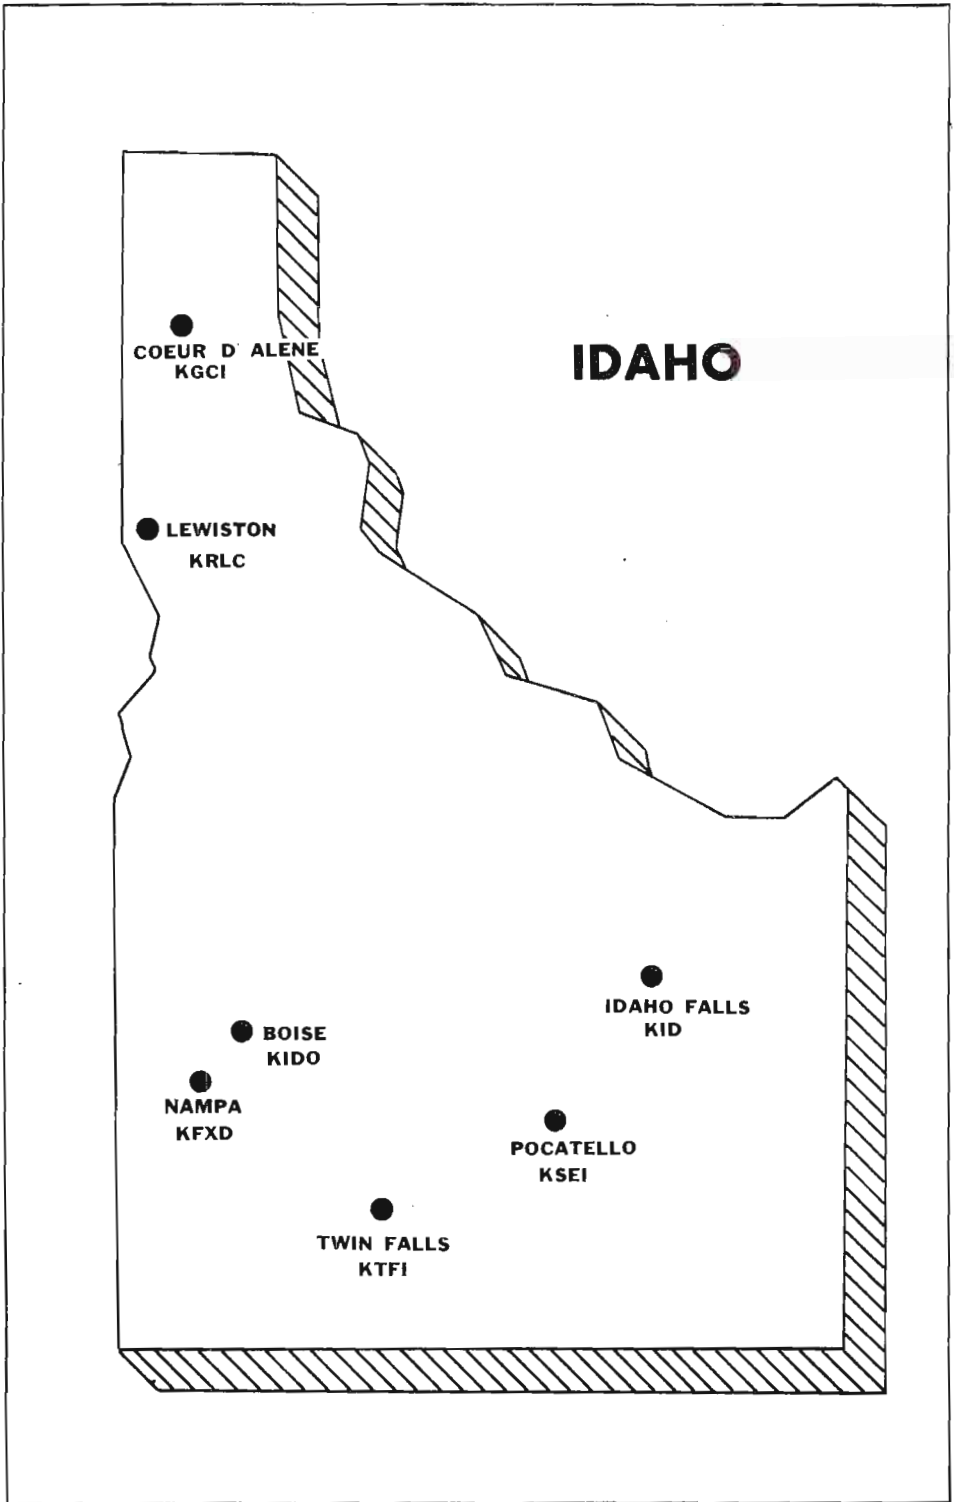 COEUR D' ALENE
KGCI
IDAHO
LEWISTON
KRLC
IDAHO FALLS
KID
BOISE
KIDO
NAMPA
KFXD
POCATELLO
KSEI
TWIN FALLS
KTFI